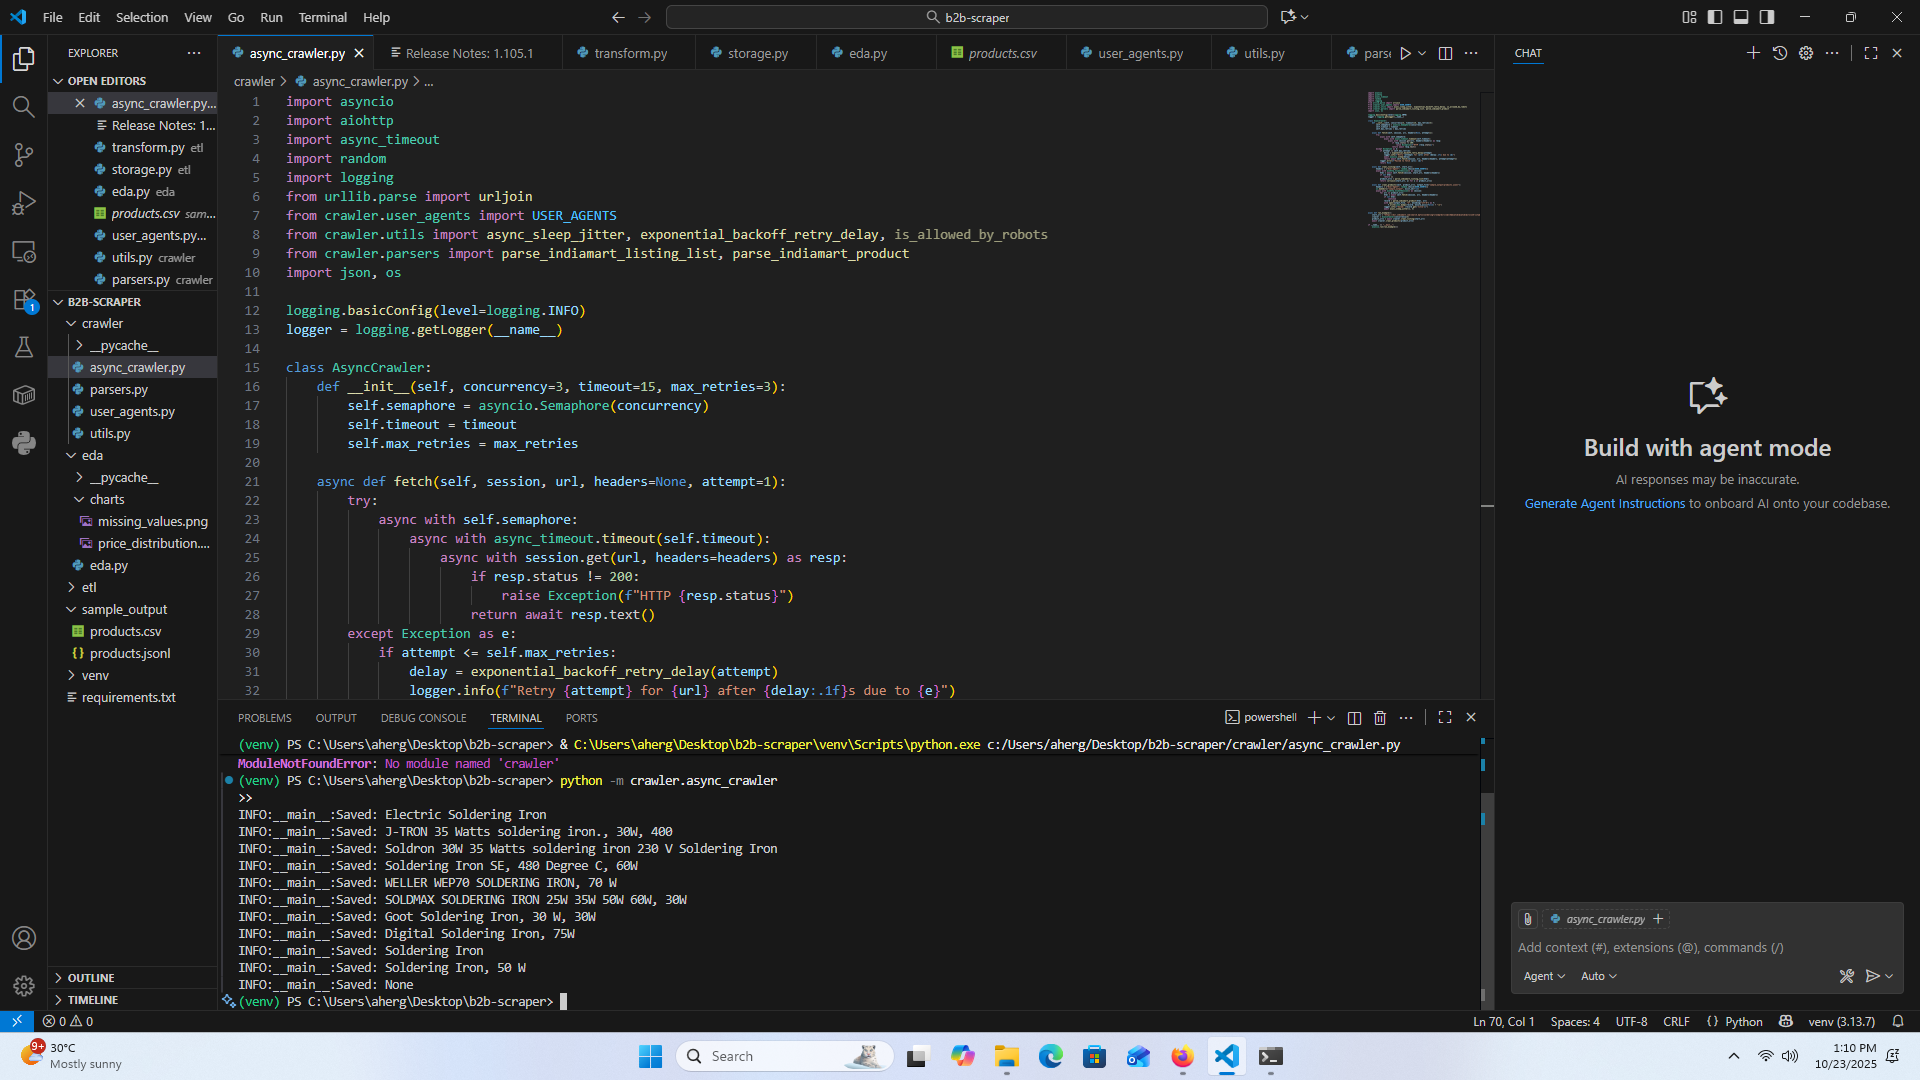 File Edit Selection View Go Run Terminal Help
b2b-scraper
EXPLORER
OPEN EDITORS
async_crawler.py...
Release Notes: 1...
transform.py etl
storage.py etl
eda.py eda
products.csv sam...
user_agents.py...
utils.py crawler
parsers.py crawler
B2B-SCRAPER
crawler
__pycache__
async_crawler.py
parsers.py
user_agents.py
utils.py
eda
__pycache__
charts
missing_values.png
price_distribution....
eda.py
etl
sample_output
products.csv
products.jsonl
venv
requirements.txt
OUTLINE
TIMELINE
1
async_crawler.py
Release Notes: 1.105.1
transform.py
storage.py
eda.py
products.csv
user_agents.py
utils.py
parse
crawler > async_crawler.py > ...
1 import asyncio
2 import aiohttp
3 import async_timeout
4 import random
5 import logging
6 from urllib.parse import urljoin
7 from crawler.user_agents import USER_AGENTS
8 from crawler.utils import async_sleep_jitter, exponential_backoff_retry_delay, is_allowed_by_robots
9 from crawler.parsers import parse_indiamart_listing_list, parse_indiamart_product
10 import json, os
11
12 logging.basicConfig(level=logging.INFO)
13 logger = logging.getLogger(__name__)
14
15 class AsyncCrawler:
16 def __init__(self, concurrency=3, timeout=15, max_retries=3):
17 self.semaphore = asyncio.Semaphore(concurrency)
18 self.timeout = timeout
19 self.max_retries = max_retries
20
21 async def fetch(self, session, url, headers=None, attempt=1):
22 try:
23 async with self.semaphore:
24 async with async_timeout.timeout(self.timeout):
25 async with session.get(url, headers=headers) as resp:
26 if resp.status != 200:
27 raise Exception(f"HTTP {resp.status}")
28 return await resp.text()
29 except Exception as e:
30 if attempt <= self.max_retries:
31 delay = exponential_backoff_retry_delay(attempt)
32 logger.info(f"Retry {attempt} for {url} after {delay:.1f}s due to {e}")
PROBLEMS OUTPUT DEBUG CONSOLE TERMINAL PORTS
powershell
(venv) PS C:\Users\aherg\Desktop\b2b-scraper> & C:\Users\aherg\Desktop\b2b-scraper\venv\Scripts\python.exe c:/Users/aherg/Desktop/b2b-scraper/crawler/async_crawler.py
ModuleNotFoundError: No module named 'crawler'
(venv) PS C:\Users\aherg\Desktop\b2b-scraper> python -m crawler.async_crawler
>>
INFO:__main__:Saved: Electric Soldering Iron
INFO:__main__:Saved: J-TRON 35 Watts soldering iron., 30W, 400
INFO:__main__:Saved: Soldron 30W 35 Watts soldering iron 230 V Soldering Iron
INFO:__main__:Saved: Soldering Iron SE, 480 Degree C, 60W
INFO:__main__:Saved: WELLER WEP70 SOLDERING IRON, 70 W
INFO:__main__:Saved: SOLDMAX SOLDERING IRON 25W 35W 50W 60W, 30W
INFO:__main__:Saved: Goot Soldering Iron, 30 W, 30W
INFO:__main__:Saved: Digital Soldering Iron, 75W
INFO:__main__:Saved: Soldering Iron
INFO:__main__:Saved: Soldering Iron, 50 W
INFO:__main__:Saved: None
(venv) PS C:\Users\aherg\Desktop\b2b-scraper>
CHAT
Build with agent mode
AI responses may be inaccurate.
Generate Agent Instructions to onboard AI onto your codebase.
async_crawler.py
Add context (#), extensions (@), commands (/)
Agent Auto
0 0
Ln 70, Col 1 Spaces: 4 UTF-8 CRLF {} Python venv (3.13.7)
9+
30°C
Mostly sunny
Search
1:10 PM
10/23/2025